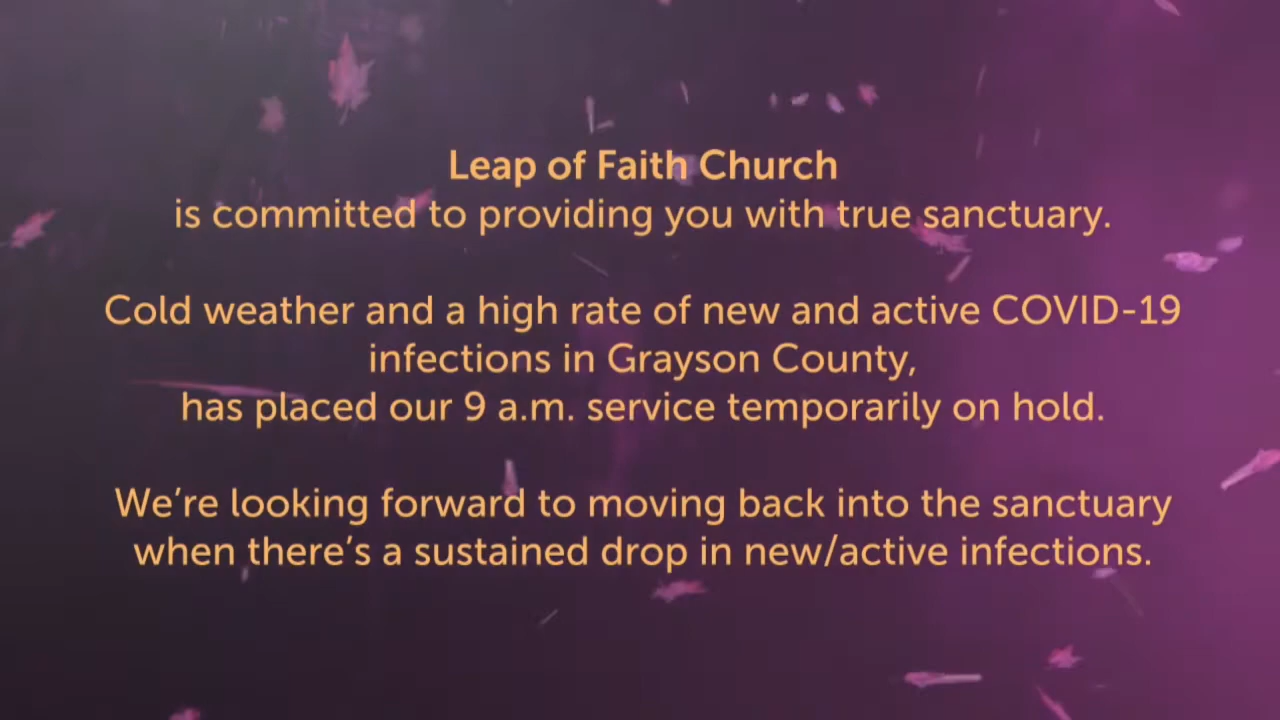 Leap of Faith Church
is committed to providing you with true sanctuary.
Cold weather and a high rate of new and active COVID-19
infections in Grayson County,
has placed our 9 a.m. service temporarily on hold.
We're looking forward to moving back into the sanctuary
when there's a sustained drop in new/active infections.